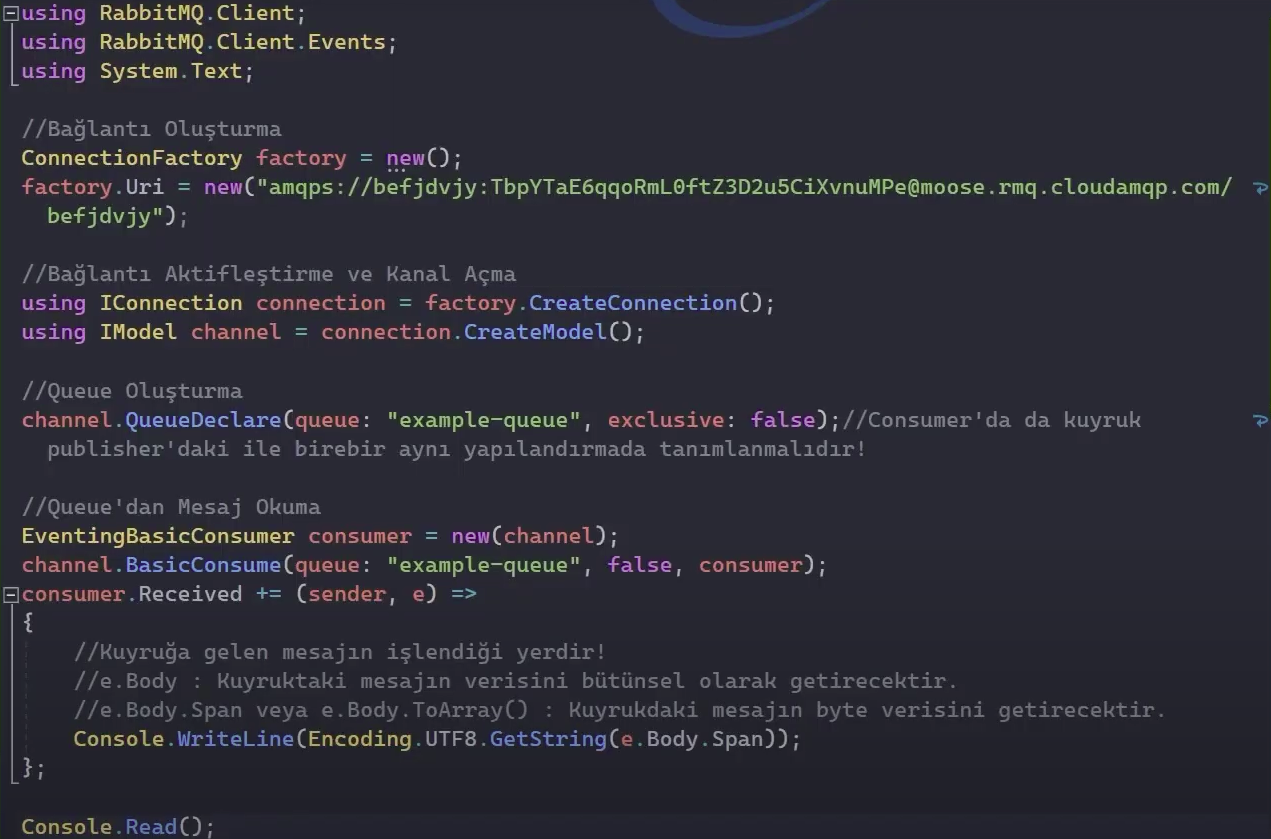 using RabbitMQ.Client;
using RabbitMQ.Client.Events;
using System.Text;
//Bağlantı Oluşturma
ConnectionFactory factory = new();
factory.Uri = new("amqps://befjdvjy:TbpYTaE6qqoRmL0ftZ3D2u5CiXvnuMPe@moose.rmq.cloudamqp.com/
befjdvjy");
//Bağlantı Aktifleştirme ve Kanal Açma
using IConnection connection = factory.CreateConnection();
using IModel channel = connection.CreateModel();
//Queue Oluşturma
channel.QueueDeclare(queue: "example-queue", exclusive: false);//Consumer'da da kuyruk
publisher'daki ile birebir aynı yapılandırmada tanımlanmalıdır!
//Queue'dan Mesaj Okuma
EventingBasicConsumer consumer = new(channel);
channel.BasicConsume(queue: "example-queue", false, consumer);
consumer.Received += (sender, e) =>
{
//Kuyruğa gelen mesajın işlendiği yerdir!
//e.Body : Kuyruktaki mesajın verisini bütünsel olarak getirecektir.
//e.Body.Span veya e.Body.ToArray() : Kuyrukdaki mesajın byte verisini getirecektir.
Console.WriteLine(Encoding.UTF8.GetString(e.Body.Span));
};
Console.Read();